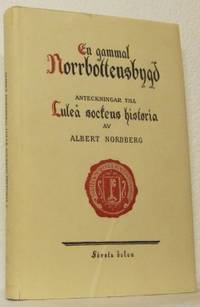 En gammal
Norrbottensbygd
ANTECKNINGAR TILL
Luleå sockens historia
AV
ALBERT NORDBERG
Första delen